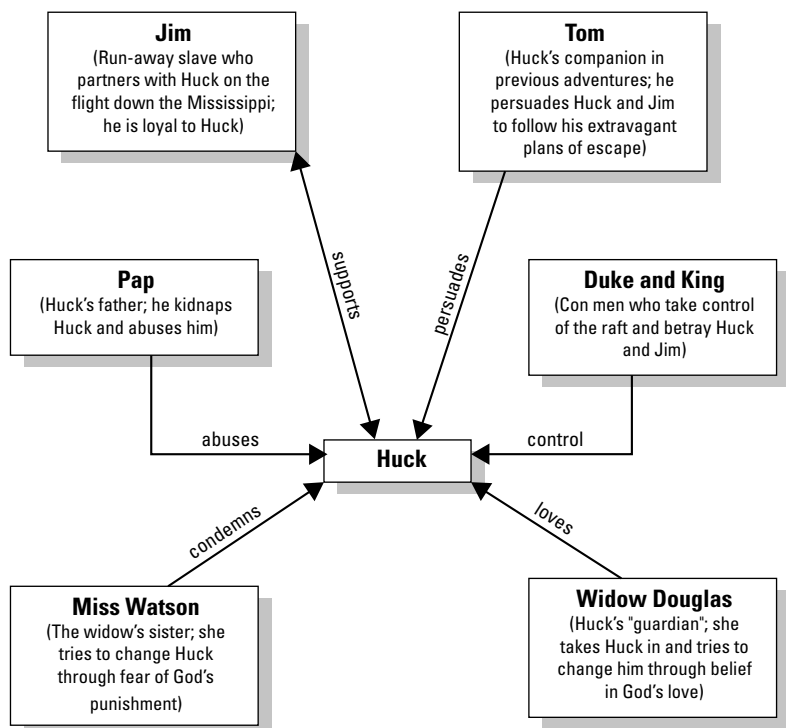 Jim
(Run-away slave who
partners with Huck on the
flight down the Mississippi;
he is loyal to Huck)
Tom
(Huck's companion in
previous adventures; he
persuades Huck and Jim
to follow his extravagant
plans of escape)
supports
persuades
Pap
(Huck's father; he kidnaps
Huck and abuses him)
Duke and King
(Con men who take control
of the raft and betray Huck
and Jim)
abuses
Huck
control
condemns
loves
Miss Watson
(The widow's sister; she
tries to change Huck
through fear of God's
punishment)
Widow Douglas
(Huck's "guardian"; she
takes Huck in and tries to
change him through belief
in God's love)